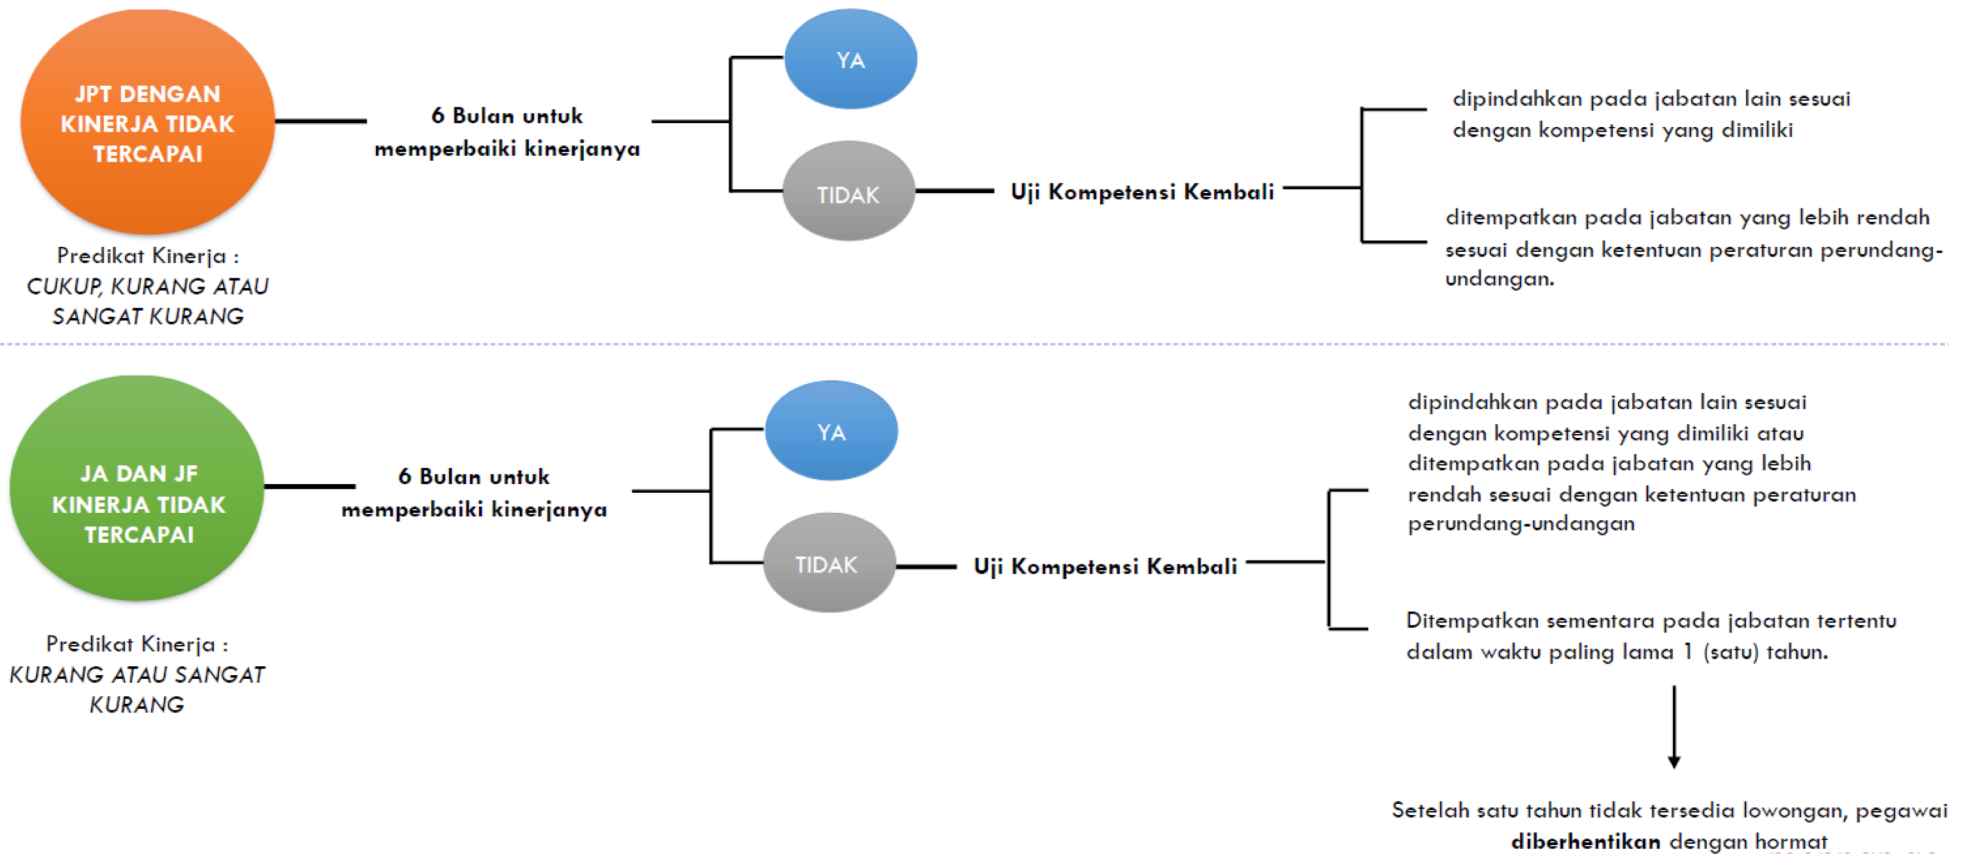 JPT DENGAN
KINERJA TIDAK
TERCAPAI
Predikat Kinerja :
CUKUP, KURANG ATAU
SANGAT KURANG
6 Bulan untuk
memperbaiki kinerjanya
YA
TIDAK
Uji Kompetensi Kembali
dipindahkan pada jabatan lain sesuai
dengan kompetensi yang dimiliki
ditempatkan pada jabatan yang lebih rendah
sesuai dengan ketentuan peraturan perundang-
undangan.
JA DAN JF
KINERJA TIDAK
TERCAPAI
Predikat Kinerja :
KURANG ATAU SANGAT
KURANG
6 Bulan untuk
memperbaiki kinerjanya
YA
TIDAK
Uji Kompetensi Kembali
dipindahkan pada jabatan lain sesuai
dengan kompetensi yang dimiliki atau
ditempatkan pada jabatan yang lebih
rendah sesuai dengan ketentuan peraturan
perundang-undangan
Ditempatkan sementara pada jabatan tertentu
dalam waktu paling lama 1 (satu) tahun.
Setelah satu tahun tidak tersedia lowongan, pegawai
diberhentikan dengan hormat